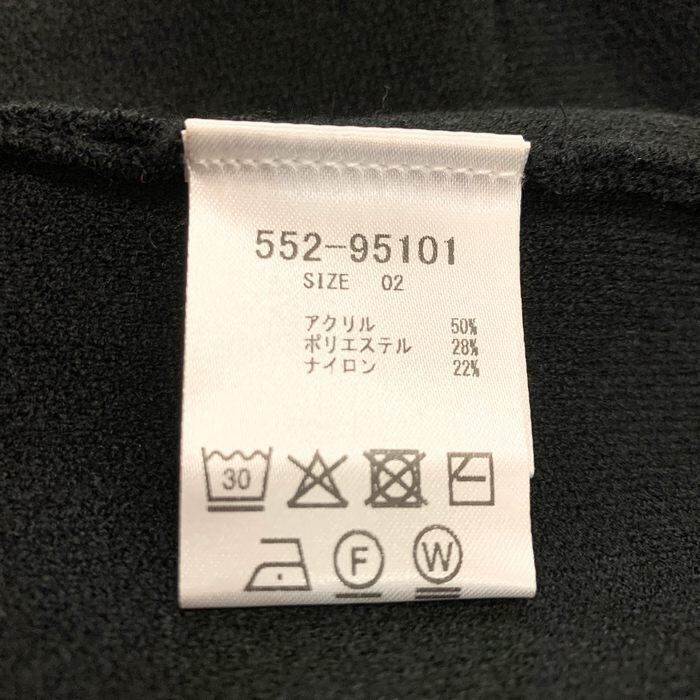 552-95101
SIZE 02
アクリル 50%
ポリエステル 28%
ナイロン 22%
30
F
W